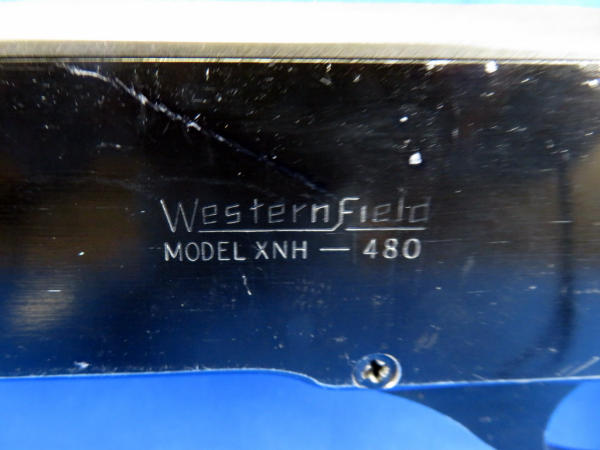 Westernfield
MODEL XNH — 480